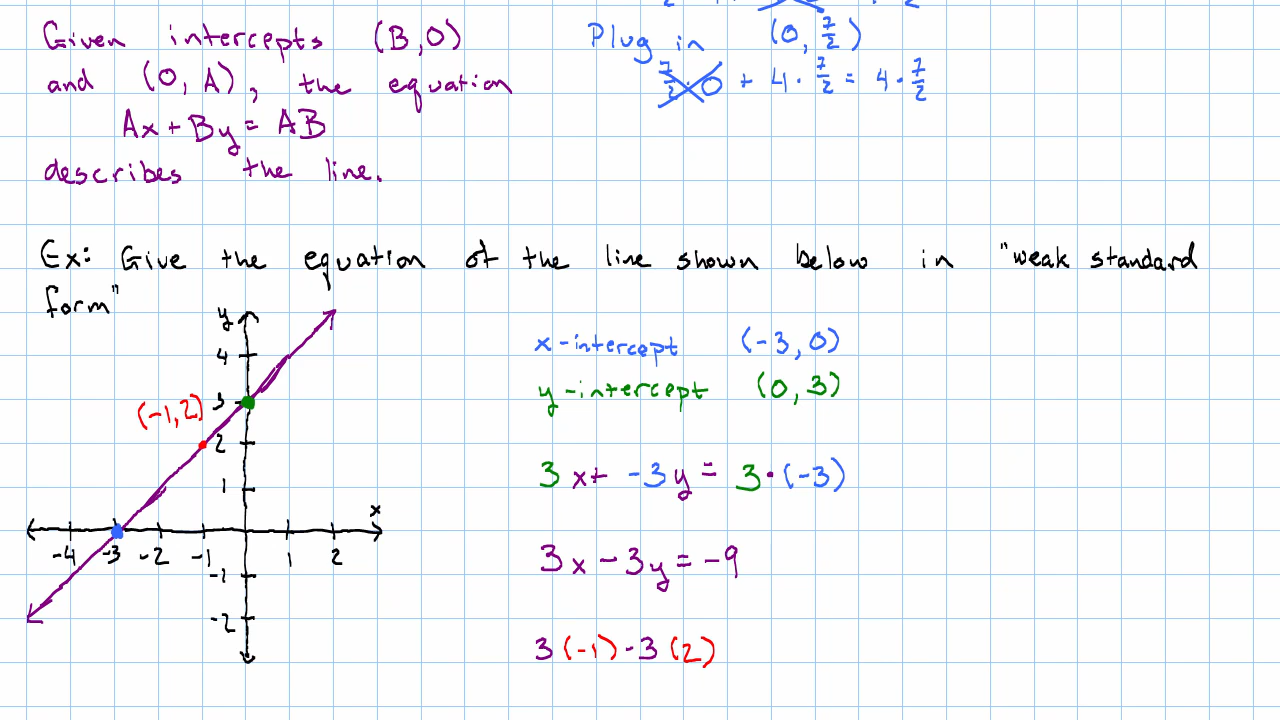 Given intercepts (B,0)
and (0, A), the equation
Ax + By = AB
describes the line.
Plug in (0, 7/2)
7/2 · 0 + 4 · 7/2 = 4 · 7/2
Ex: Give the equation of the line shown below in "weak standard
form"
y
4
3
(-1,2)
2
1
x
-4 -3 -2 -1 1 2
-1
-2
x-intercept (-3, 0)
y-intercept (0, 3)
3x + -3y = 3 · (-3)
3x - 3y = -9
3(-1) - 3(2)